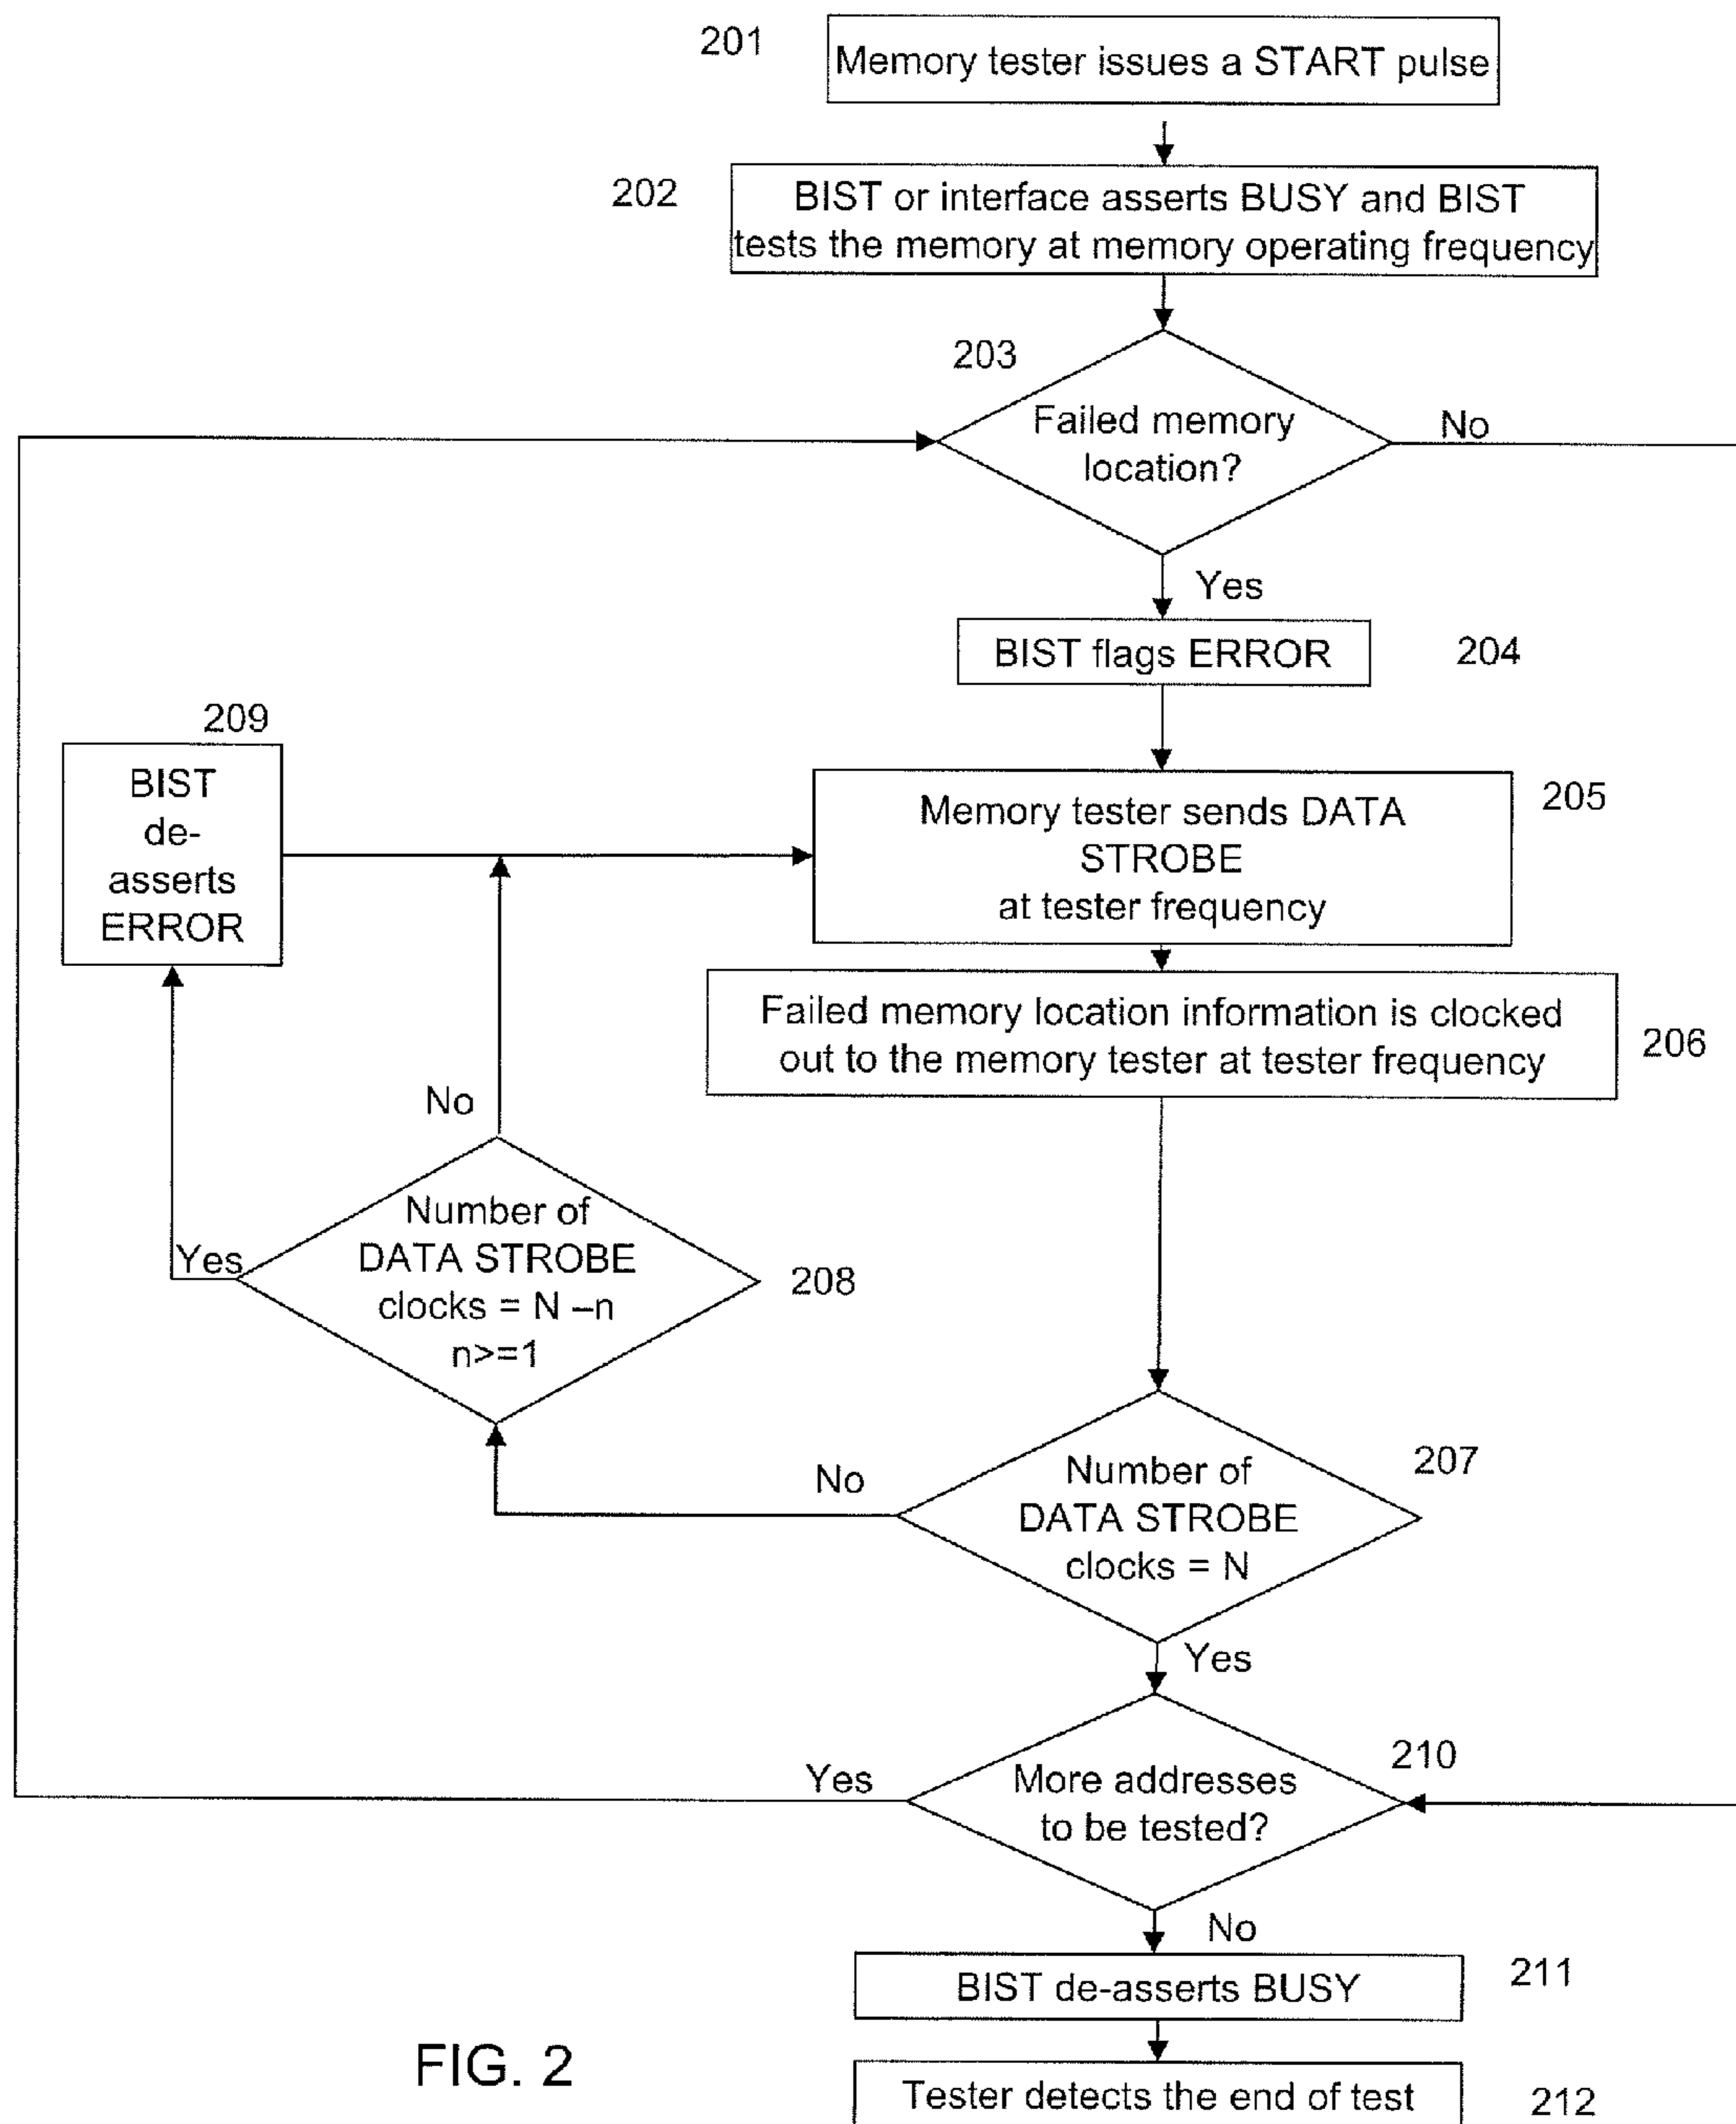 201
Memory tester issues a START pulse
202
BIST or interface asserts BUSY and BIST
tests the memory at memory operating frequency
203
Failed memory
location?
No
Yes
BIST flags ERROR
204
209
BIST
de-
asserts
ERROR
Memory tester sends DATA
STROBE
at tester frequency
205
Failed memory location information is clocked
out to the memory tester at tester frequency
206
No
Number of
DATA STROBE
clocks = N –n
n>=1
Yes
208
No
Number of
DATA STROBE
clocks = N
207
Yes
Yes
More addresses
to be tested?
210
No
BIST de-asserts BUSY
211
FIG. 2
Tester detects the end of test
212